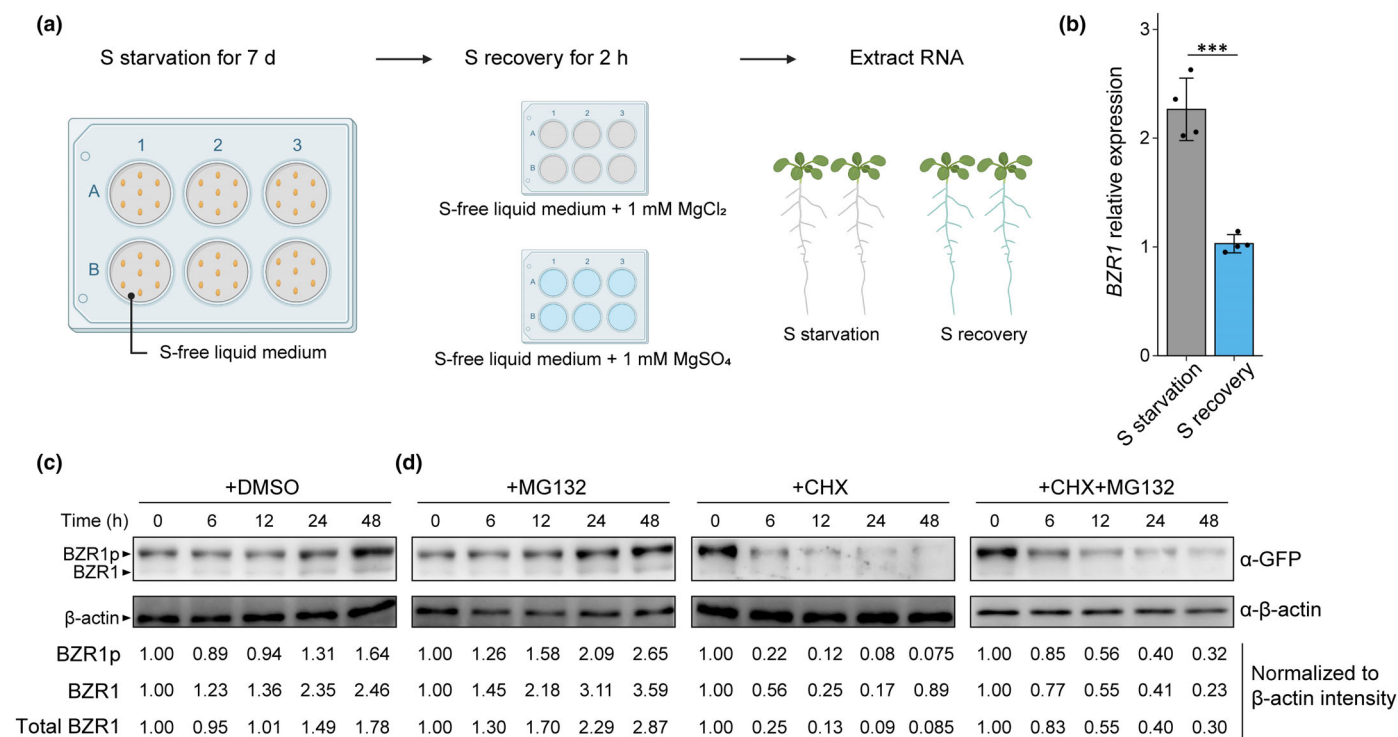 (a)
S starvation for 7 d
S recovery for 2 h
Extract RNA
1 2 3
A
B
S-free liquid medium
1 2 3
A
B
S-free liquid medium + 1 mM MgCl₂
1 2 3
A
B
S-free liquid medium + 1 mM MgSO₄
S starvation
S recovery
(b)
BZR1 relative expression
3
2
1
0
***
S starvation
S recovery
(c)
(d)
+DMSO +MG132 +CHX +CHX+MG132
Time (h) 0 6 12 24 48 0 6 12 24 48 0 6 12 24 48 0 6 12 24 48
BZR1p
BZR1
α-GFP
β-actin
α-β-actin
BZR1p 1.00 0.89 0.94 1.31 1.64 1.00 1.26 1.58 2.09 2.65 1.00 0.22 0.12 0.08 0.075 1.00 0.85 0.56 0.40 0.32
BZR1 1.00 1.23 1.36 2.35 2.46 1.00 1.45 2.18 3.11 3.59 1.00 0.56 0.25 0.17 0.89 1.00 0.77 0.55 0.41 0.23
Total BZR1 1.00 0.95 1.01 1.49 1.78 1.00 1.30 1.70 2.29 2.87 1.00 0.25 0.13 0.09 0.085 1.00 0.83 0.55 0.40 0.30
Normalized to
β-actin intensity